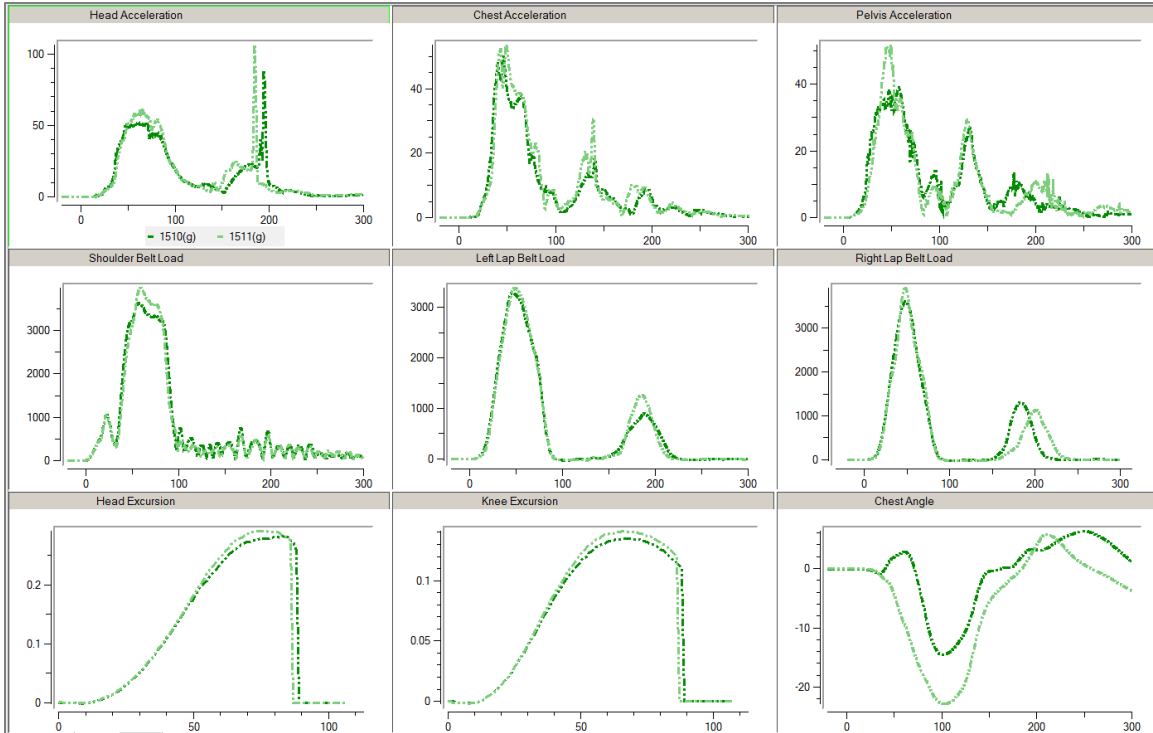 Head Acceleration
100
50
0
0 100 200 300
1510(g) 1511(g)
Chest Acceleration
40
20
0
0 100 200 300
Pelvis Acceleration
40
20
0
0 100 200 300
Shoulder Belt Load
3000
2000
1000
0
0 100 200 300
Left Lap Belt Load
3000
2000
1000
0
0 100 200 300
Right Lap Belt Load
3000
2000
1000
0
0 100 200 300
Head Excursion
0.2
0.1
0
0 50 100
Knee Excursion
0.1
0.05
0
0 50 100
Chest Angle
0
-10
-20
0 100 200 300